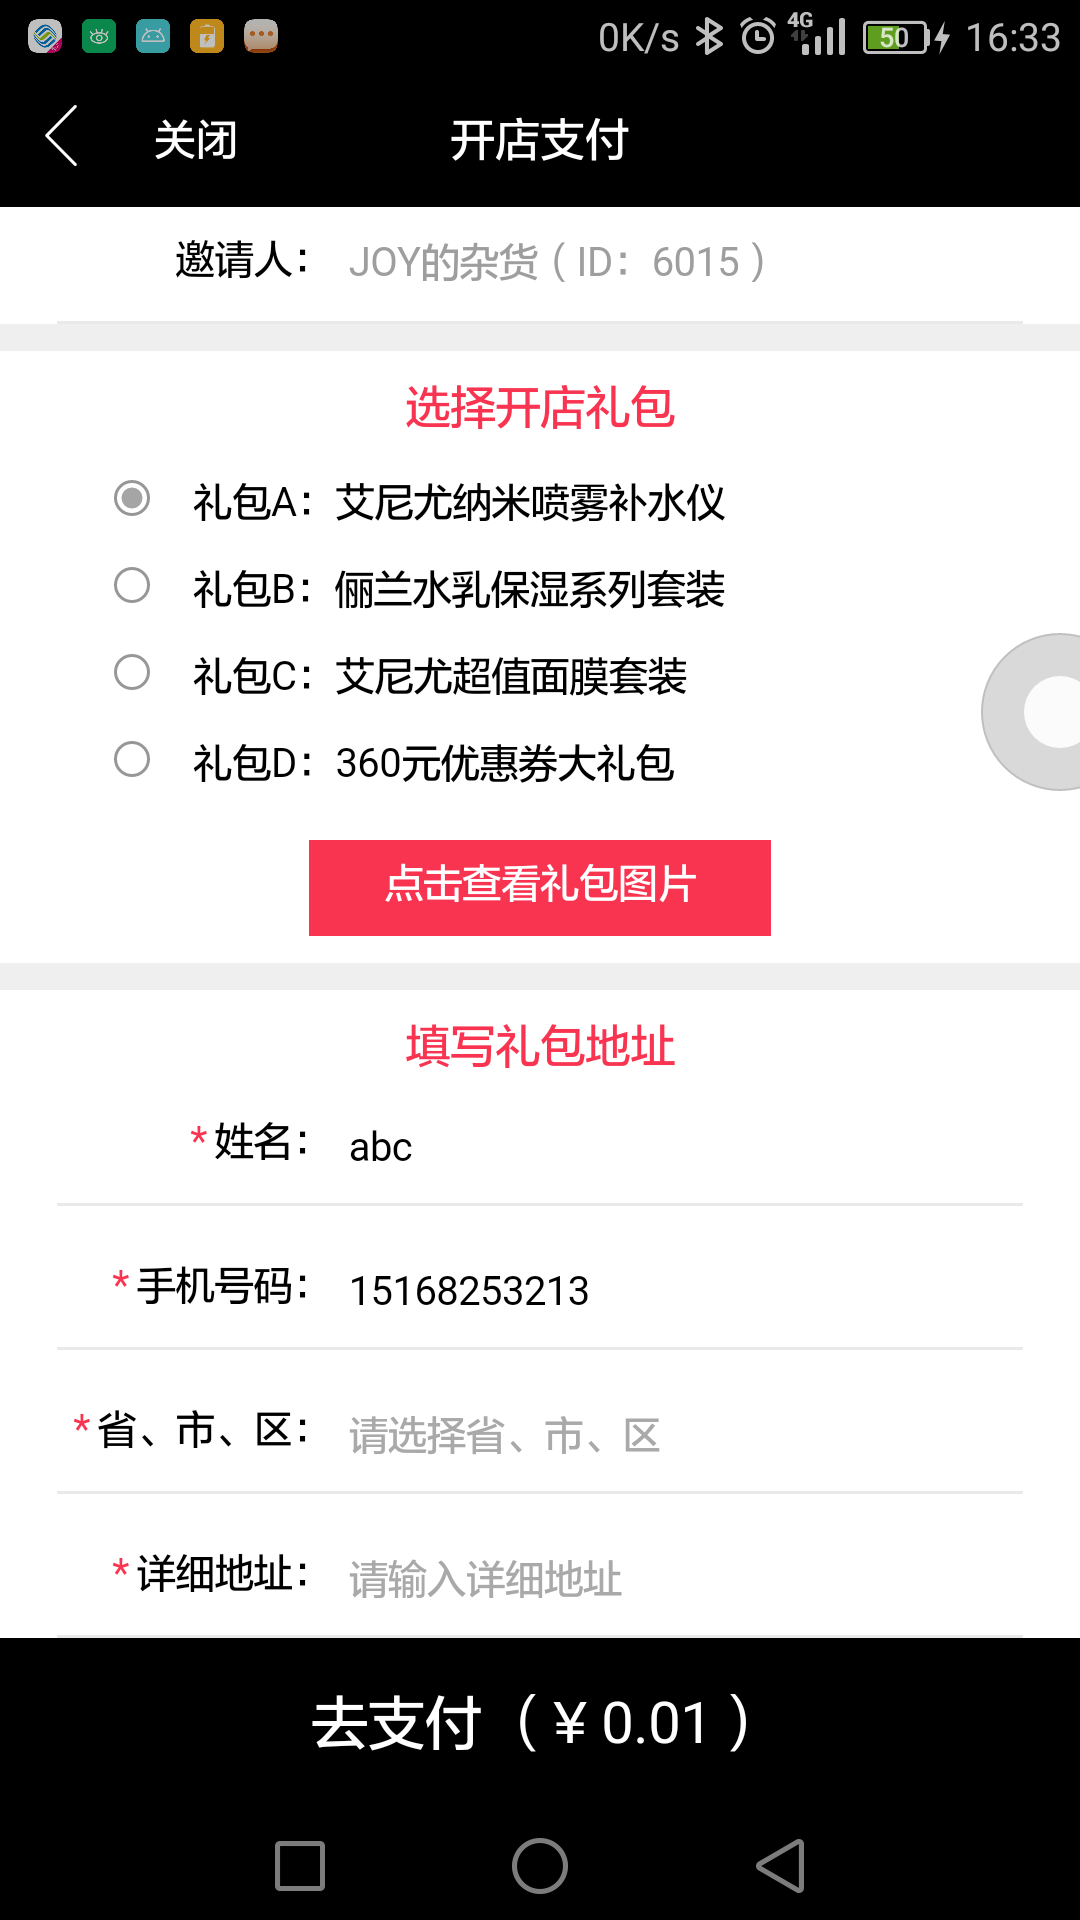 0K/s 4G 50 16:33
关闭 开店支付
邀请人： JOY的杂货（ID：6015）
选择开店礼包
礼包A：艾尼尤纳米喷雾补水仪
礼包B：俪兰水乳保湿系列套装
礼包C：艾尼尤超值面膜套装
礼包D：360元优惠券大礼包
点击查看礼包图片
填写礼包地址
*姓名： abc
*手机号码： 15168253213
*省、市、区： 请选择省、市、区
*详细地址： 请输入详细地址
去支付（¥ 0.01）